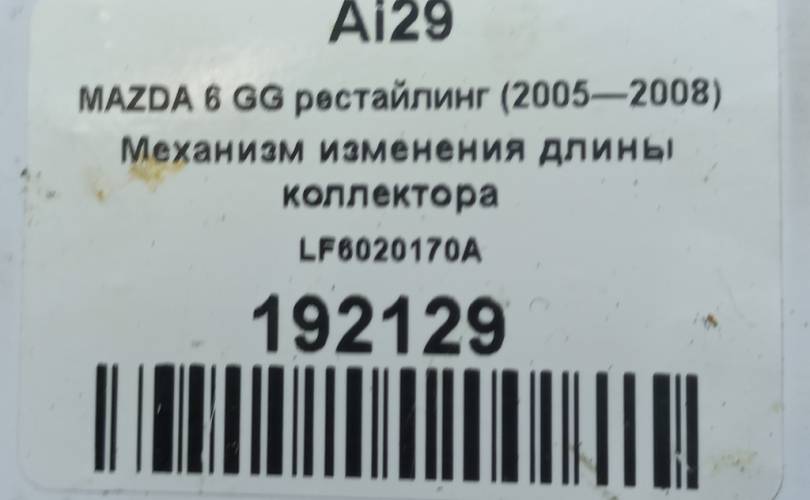 Ai29
MAZDA 6 GG рестайлинг (2005—2008)
Механизм изменения длины
коллектора
LF6020170A
192129